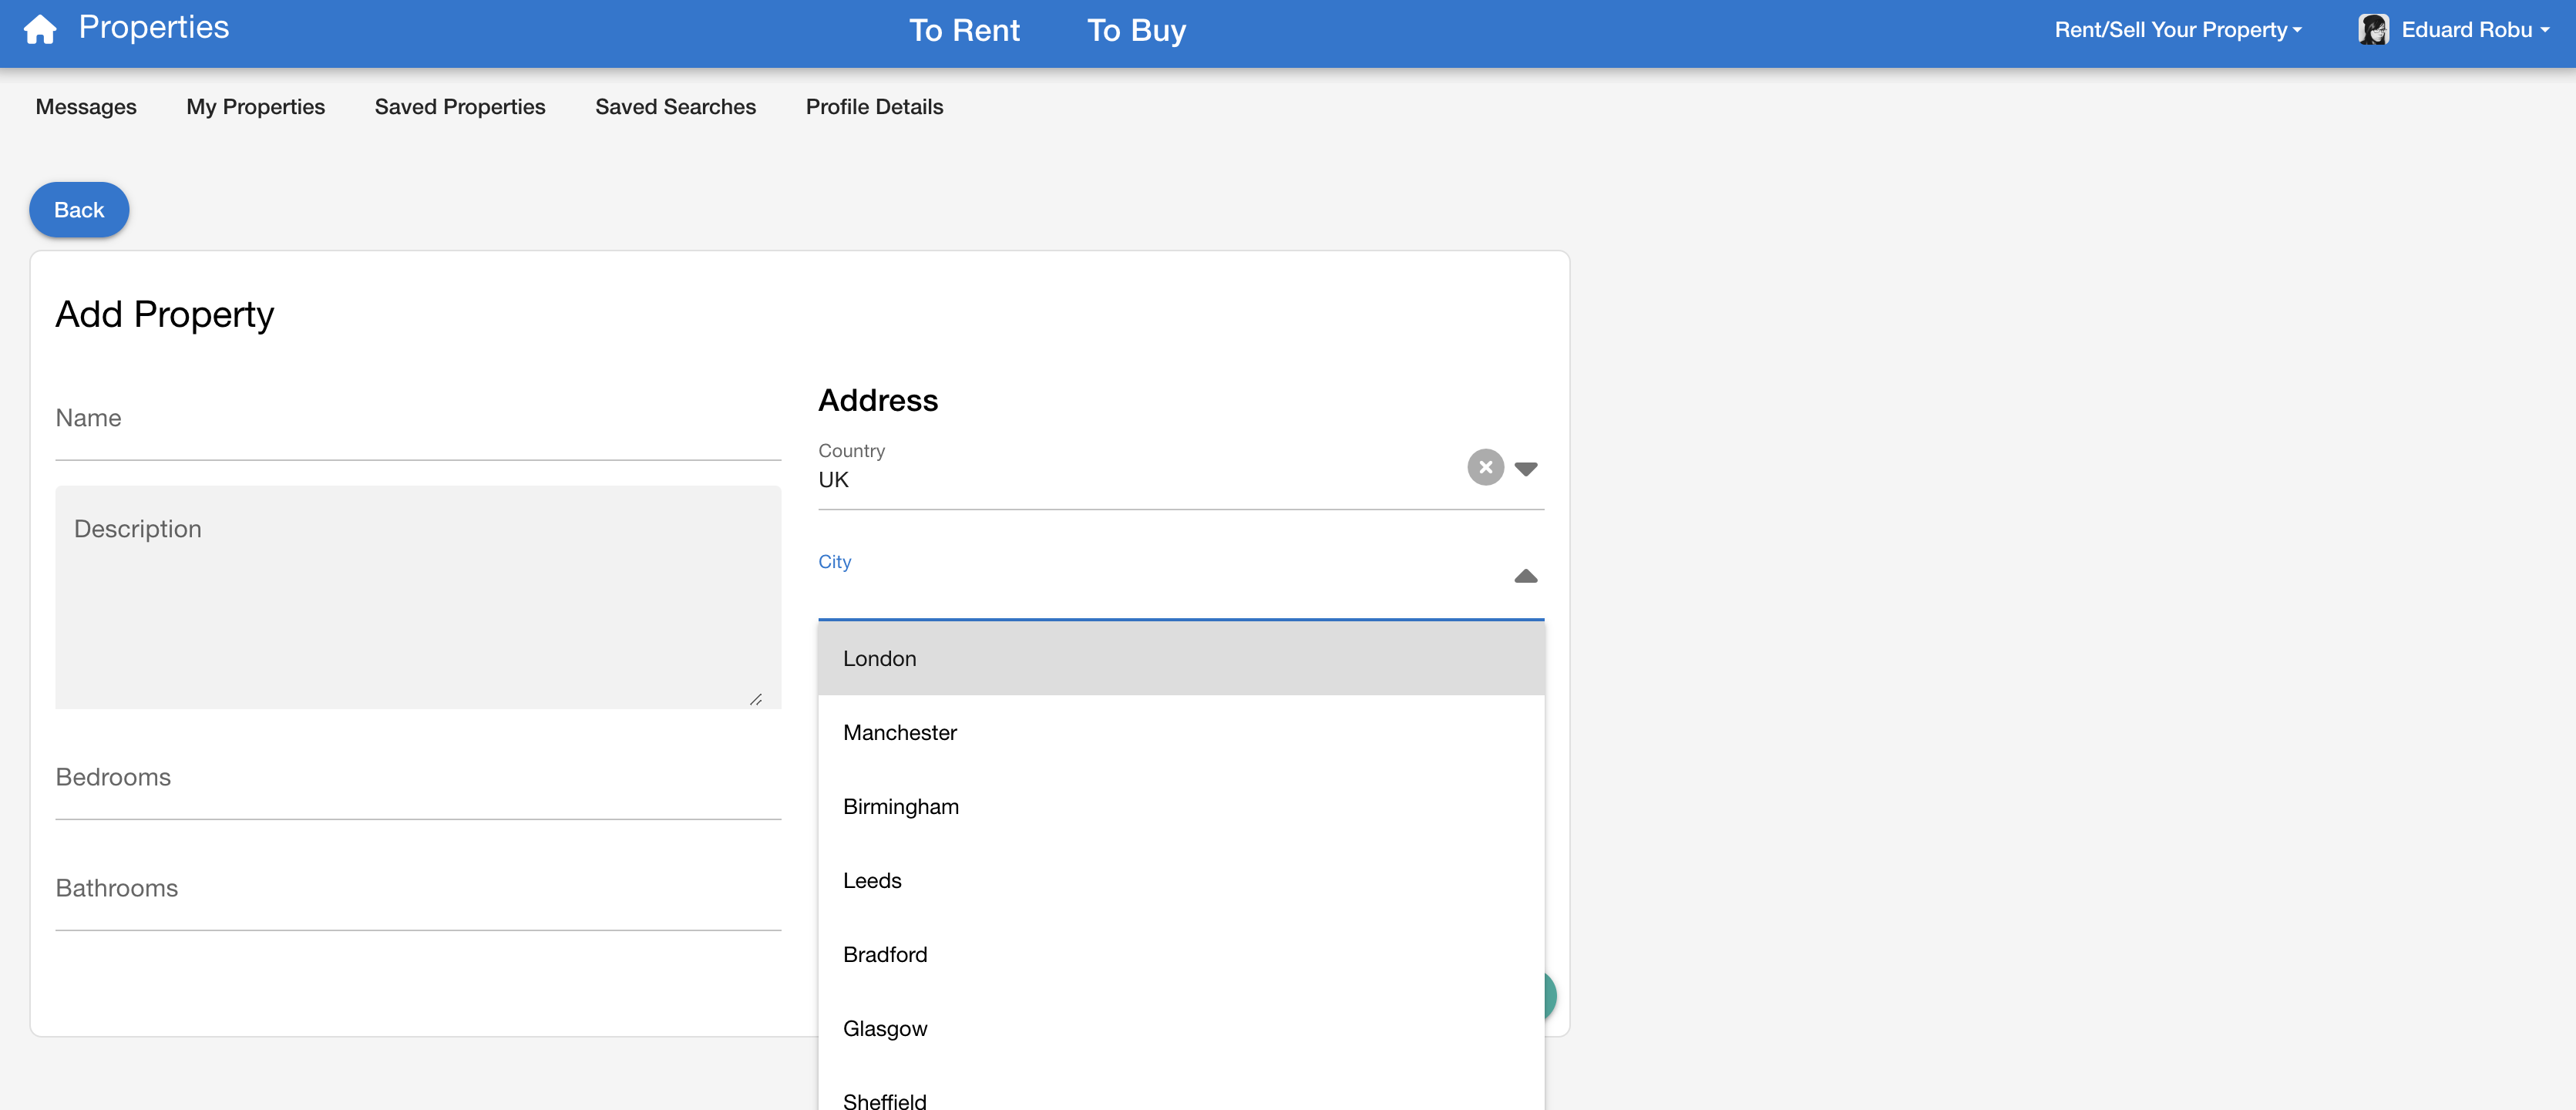 Properties
To Rent
To Buy
Rent/Sell Your Property
Eduard Robu
Messages
My Properties
Saved Properties
Saved Searches
Profile Details
Back
Add Property
Name
Description
Bedrooms
Bathrooms
Address
Country
UK
City
London
Manchester
Birmingham
Leeds
Bradford
Glasgow
Sheffield